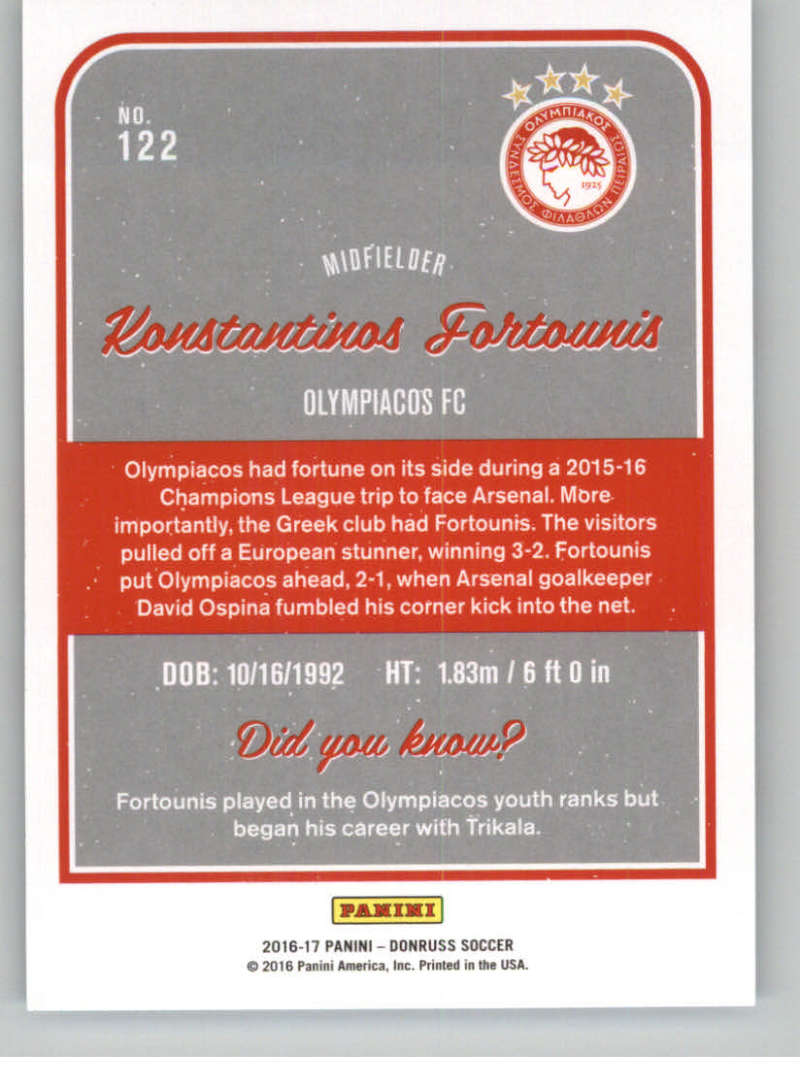 NO.
122
ΟΛΥΜΠΙΑΚΟΣ
ΣΥΝΔΕΣΜΟΣ ΦΙΛΑΘΛΩΝ ΠΕΙΡΑΙΩΣ
1925
MIDFIELDER
Konstantinos Fortounis
OLYMPIACOS FC
Olympiacos had fortune on its side during a 2015-16
Champions League trip to face Arsenal. More
importantly, the Greek club had Fortounis. The visitors
pulled off a European stunner, winning 3-2. Fortounis
put Olympiacos ahead, 2-1, when Arsenal goalkeeper
David Ospina fumbled his corner kick into the net.
DOB: 10/16/1992 HT: 1.83m / 6 ft 0 in
Did you know?
Fortounis played in the Olympiacos youth ranks but
began his career with Trikala.
PANINI
2016-17 PANINI – DONRUSS SOCCER
© 2016 Panini America, Inc. Printed in the USA.